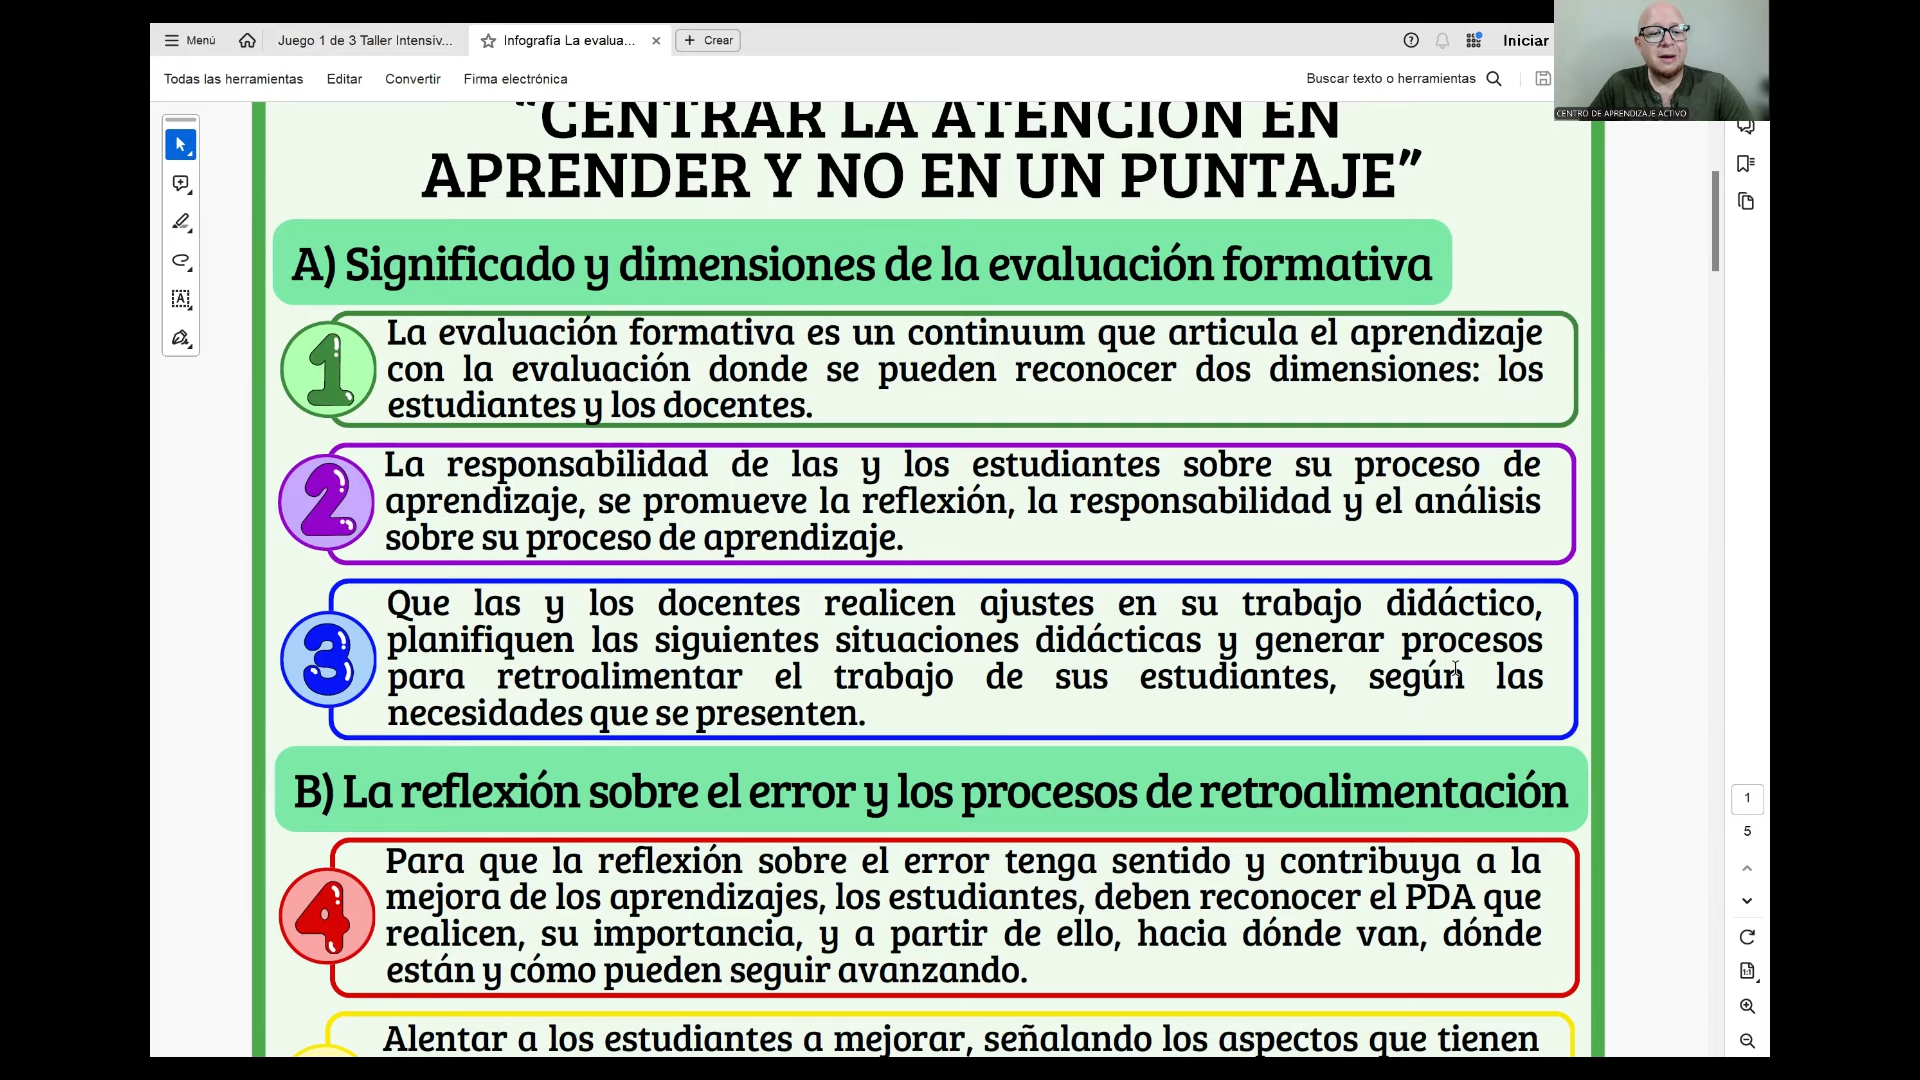 Menú
Juego 1 de 3 Taller Intensiv...
Infografía La evalua...
Crear
Iniciar
Todas las herramientas
Editar
Convertir
Firma electrónica
Buscar texto o herramientas
CENTRO DE APRENDIZAJE ACTIVO
“CENTRAR LA ATENCIÓN EN
APRENDER Y NO EN UN PUNTAJE”
A) Significado y dimensiones de la evaluación formativa
1
La evaluación formativa es un continuum que articula el aprendizaje
con la evaluación donde se pueden reconocer dos dimensiones: los
estudiantes y los docentes.
2
La responsabilidad de las y los estudiantes sobre su proceso de
aprendizaje, se promueve la reflexión, la responsabilidad y el análisis
sobre su proceso de aprendizaje.
3
Que las y los docentes realicen ajustes en su trabajo didáctico,
planifiquen las siguientes situaciones didácticas y generar procesos
para retroalimentar el trabajo de sus estudiantes, según las
necesidades que se presenten.
B) La reflexión sobre el error y los procesos de retroalimentación
4
Para que la reflexión sobre el error tenga sentido y contribuya a la
mejora de los aprendizajes, los estudiantes, deben reconocer el PDA que
realicen, su importancia, y a partir de ello, hacia dónde van, dónde
están y cómo pueden seguir avanzando.
Alentar a los estudiantes a mejorar, señalando los aspectos que tienen
1
5